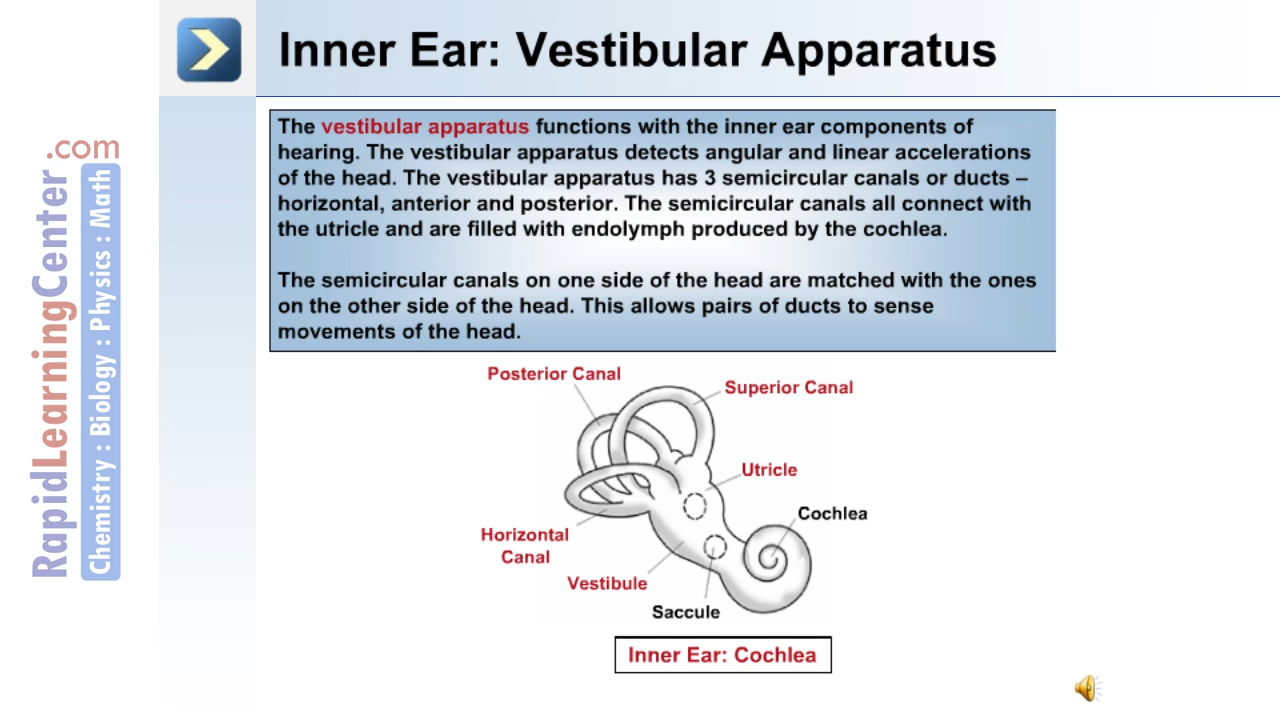 Inner Ear: Vestibular Apparatus
The vestibular apparatus functions with the inner ear components of
hearing. The vestibular apparatus detects angular and linear accelerations
of the head. The vestibular apparatus has 3 semicircular canals or ducts –
horizontal, anterior and posterior. The semicircular canals all connect with
the utricle and are filled with endolymph produced by the cochlea.
The semicircular canals on one side of the head are matched with the ones
on the other side of the head. This allows pairs of ducts to sense
movements of the head.
Posterior Canal
Superior Canal
Utricle
Cochlea
Horizontal
Canal
Vestibule
Saccule
Inner Ear: Cochlea
RapidLearningCenter.com
Chemistry : Biology : Physics : Math